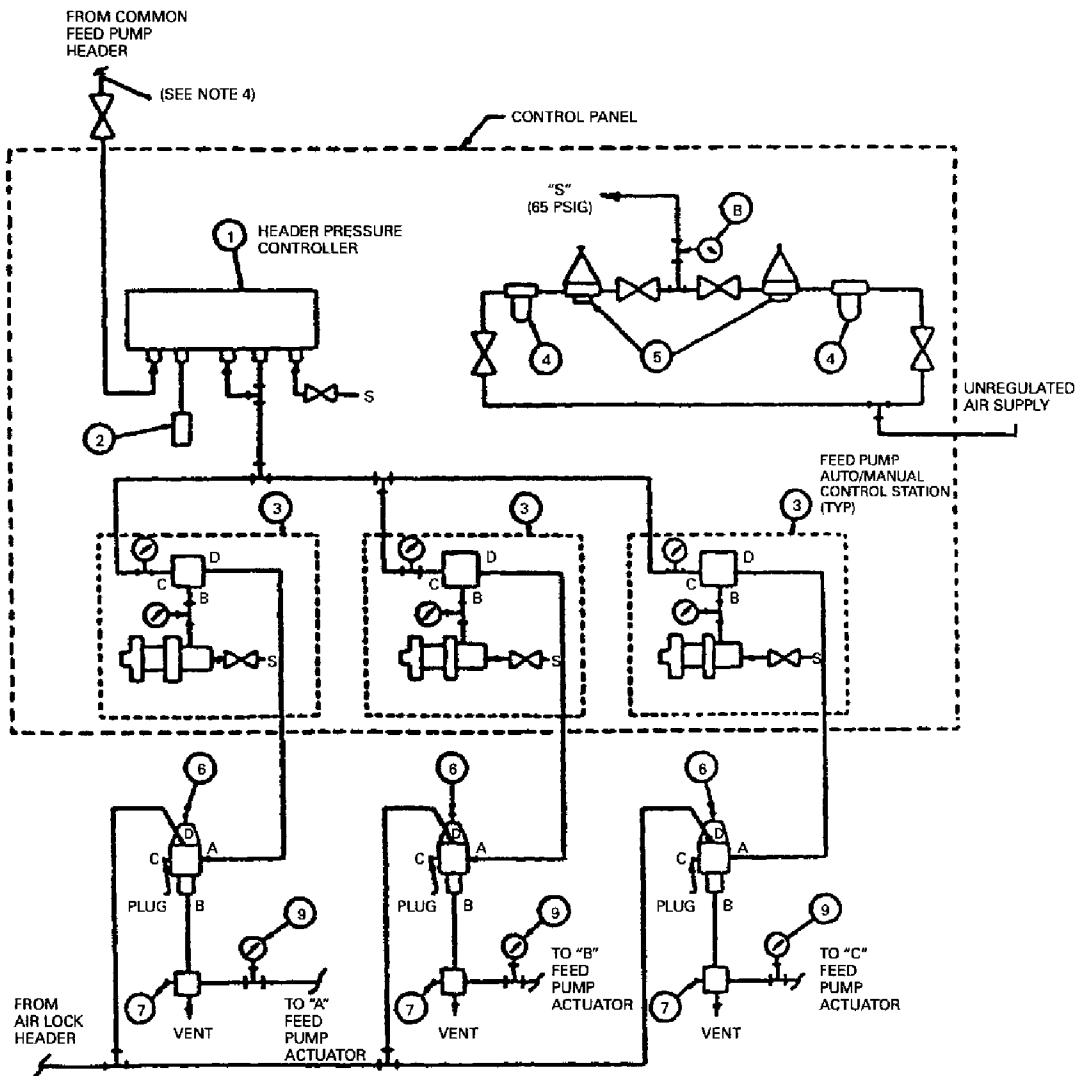 FROM COMMON
FEED PUMP
HEADER
(SEE NOTE 4)
CONTROL PANEL
"S"
(65 PSIG)
B
1
HEADER PRESSURE
CONTROLLER
4
5
4
S
UNREGULATED
AIR SUPPLY
2
FEED PUMP
AUTO/MANUAL
CONTROL STATION
(TYP)
3
3
3
D
C
B
S
D
C
B
S
D
C
B
S
6
6
6
D
A
C
PLUG
B
D
A
C
PLUG
B
D
A
C
PLUG
B
9
9
9
TO "A"
FEED
PUMP
ACTUATOR
TO "B"
FEED
PUMP
ACTUATOR
TO "C"
FEED
PUMP
ACTUATOR
7
7
7
VENT
VENT
VENT
FROM
AIR LOCK
HEADER